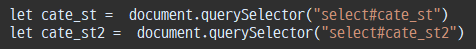 let cate_st =  document.querySelector("select#cate_st")
let cate_st2 =  document.querySelector("select#cate_st2")